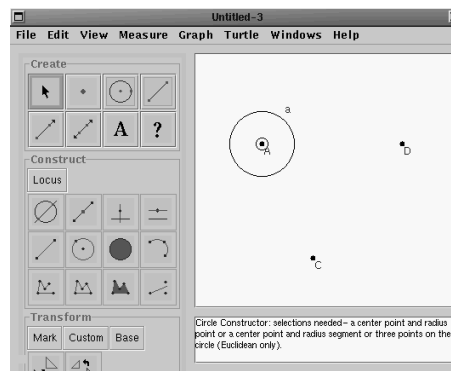 Untitled-3
File Edit View Measure Graph Turtle Windows Help
Create
A ?
Construct
Locus
Transform
Mark Custom Base
a
A
D
C
Circle Constructor: selections needed- a center point and radius
point or a center point and radius segment or three points on the
circle (Euclidean only).